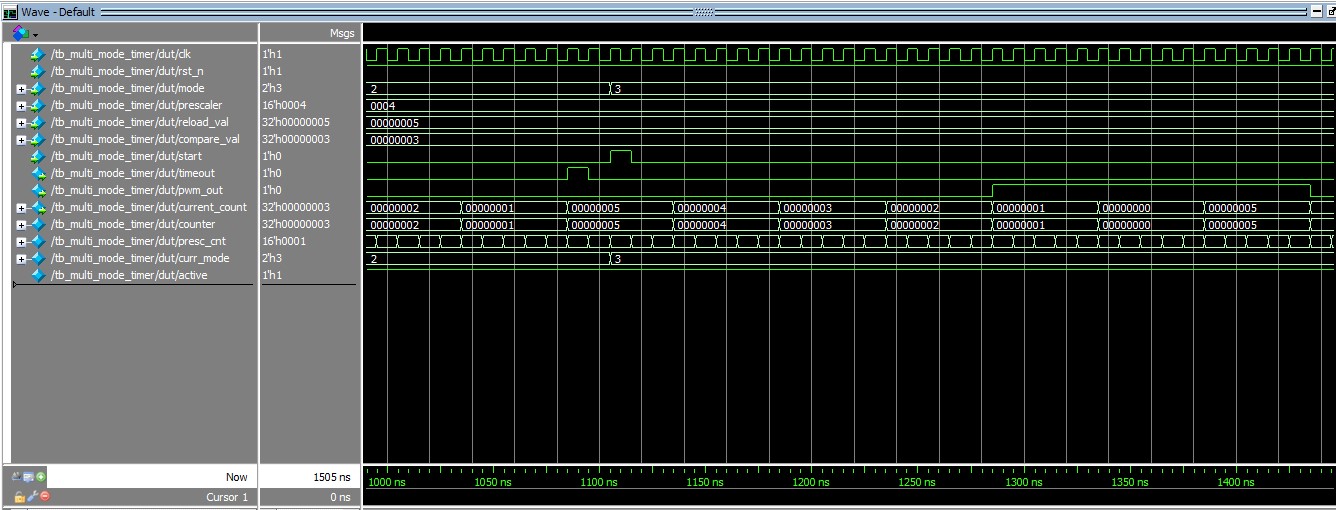 Wave - Default
Msgs
/tb_multi_mode_timer/dut/clk 1'h1
/tb_multi_mode_timer/dut/rst_n 1'h1
/tb_multi_mode_timer/dut/mode 2'h3 2 3
/tb_multi_mode_timer/dut/prescaler 16'h0004 0004
/tb_multi_mode_timer/dut/reload_val 32'h00000005 00000005
/tb_multi_mode_timer/dut/compare_val 32'h00000003 00000003
/tb_multi_mode_timer/dut/start 1'h0
/tb_multi_mode_timer/dut/timeout 1'h0
/tb_multi_mode_timer/dut/pwm_out 1'h0
/tb_multi_mode_timer/dut/current_count 32'h00000003 00000002 00000001 00000005 00000004 00000003 00000002 00000001 00000000 00000005
/tb_multi_mode_timer/dut/counter 32'h00000003 00000002 00000001 00000005 00000004 00000003 00000002 00000001 00000000 00000005
/tb_multi_mode_timer/dut/presc_cnt 16'h0001
/tb_multi_mode_timer/dut/curr_mode 2'h3 2 3
/tb_multi_mode_timer/dut/active 1'h1
Now 1505 ns 1000 ns 1050 ns 1100 ns 1150 ns 1200 ns 1250 ns 1300 ns 1350 ns 1400 ns
Cursor 1 0 ns